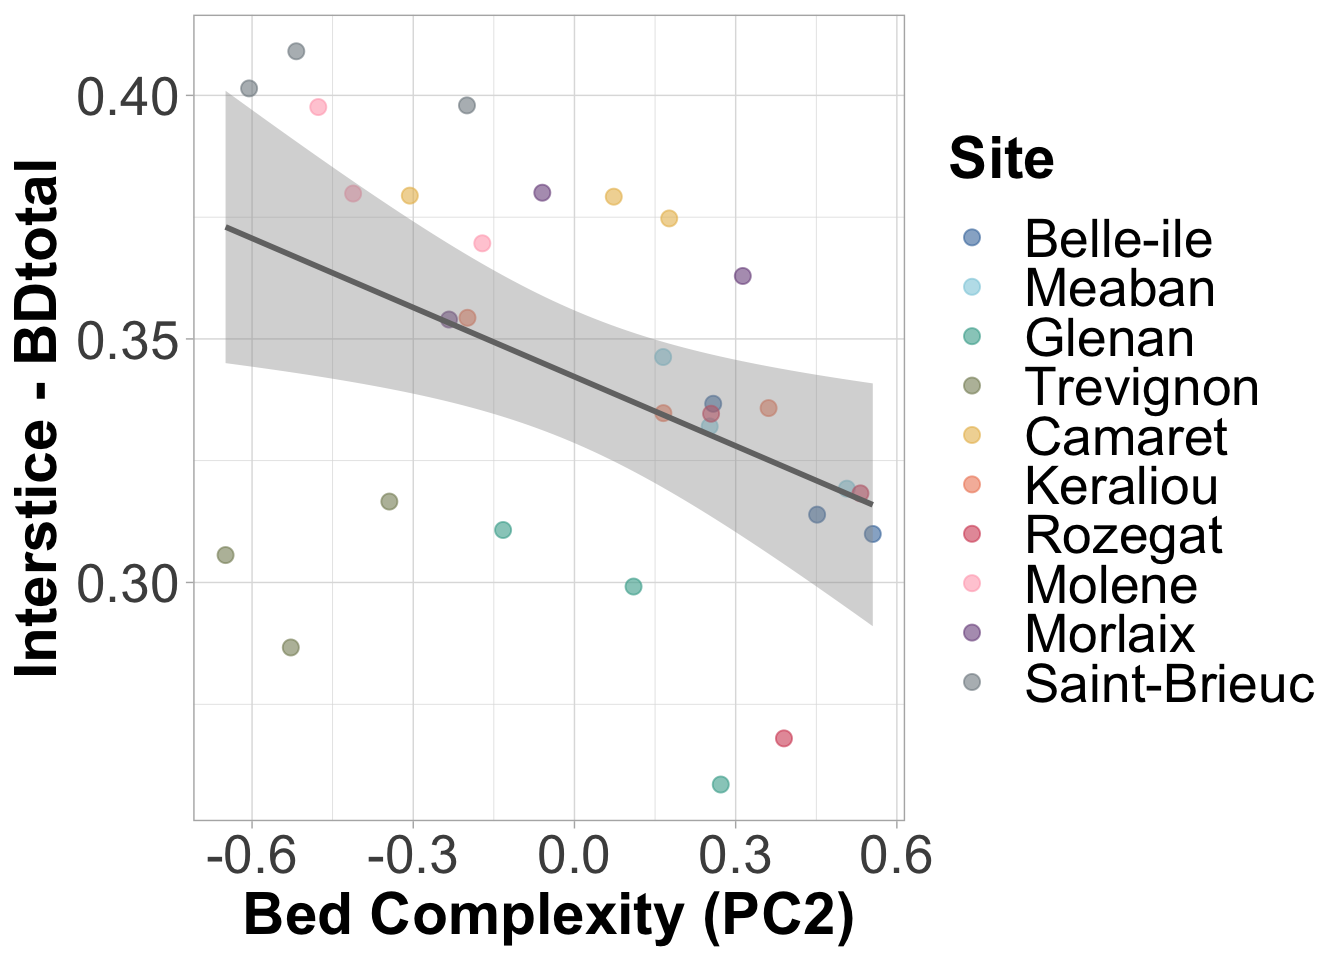 Interstice - BDtotal
0.40
0.35
0.30
-0.6 -0.3 0.0 0.3 0.6
Bed Complexity (PC2)
Site
Belle-ile
Meaban
Glenan
Trevignon
Camaret
Keraliou
Rozegat
Molene
Morlaix
Saint-Brieuc